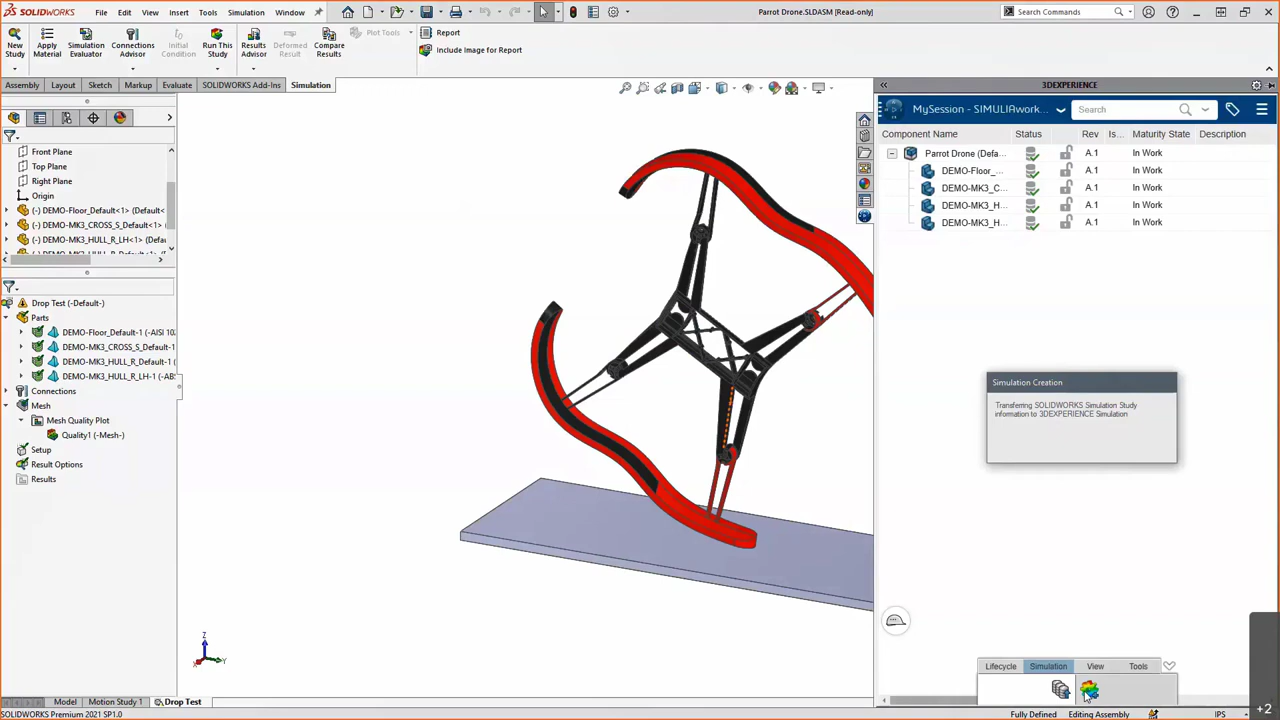 SOLIDWORKS File Edit View Insert Tools Simulation Window Parrot Drone.SLDASM [Read-only] Search Commands
New Study
Apply Material
Simulation Evaluator
Connections Advisor
Initial Condition
Run This Study
Results Advisor
Deformed Result
Compare Results
Plot Tools
Report
Include Image for Report
Assembly Layout Sketch Markup Evaluate SOLIDWORKS Add-Ins Simulation
3DEXPERIENCE
MySession - SIMULIAwork... Search
Component Name Status Rev Is... Maturity State Description
Parrot Drone (Defa... A.1 In Work
DEMO-Floor_... A.1 In Work
DEMO-MK3_C... A.1 In Work
DEMO-MK3_H... A.1 In Work
DEMO-MK3_H... A.1 In Work
Front Plane
Top Plane
Right Plane
Origin
(-) DEMO-Floor_Default<1> (Default<
(-) DEMO-MK3_CROSS_S_Default<1>
(-) DEMO-MK3_HULL_R_LH<1> (Defau
Drop Test (-Default-)
Parts
DEMO-Floor_Default-1 (-AISI 10
DEMO-MK3_CROSS_S_Default-1
DEMO-MK3_HULL_R_Default-1 (
DEMO-MK3_HULL_R_LH-1 (-AB
Connections
Mesh
Mesh Quality Plot
Quality1 (-Mesh-)
Setup
Result Options
Results
Simulation Creation
Transferring SOLIDWORKS Simulation Study
information to 3DEXPERIENCE Simulation
Z
X
Y
Lifecycle Simulation View Tools
Model Motion Study 1 Drop Test
SOLIDWORKS Premium 2021 SP1.0 Fully Defined Editing Assembly IPS
+2